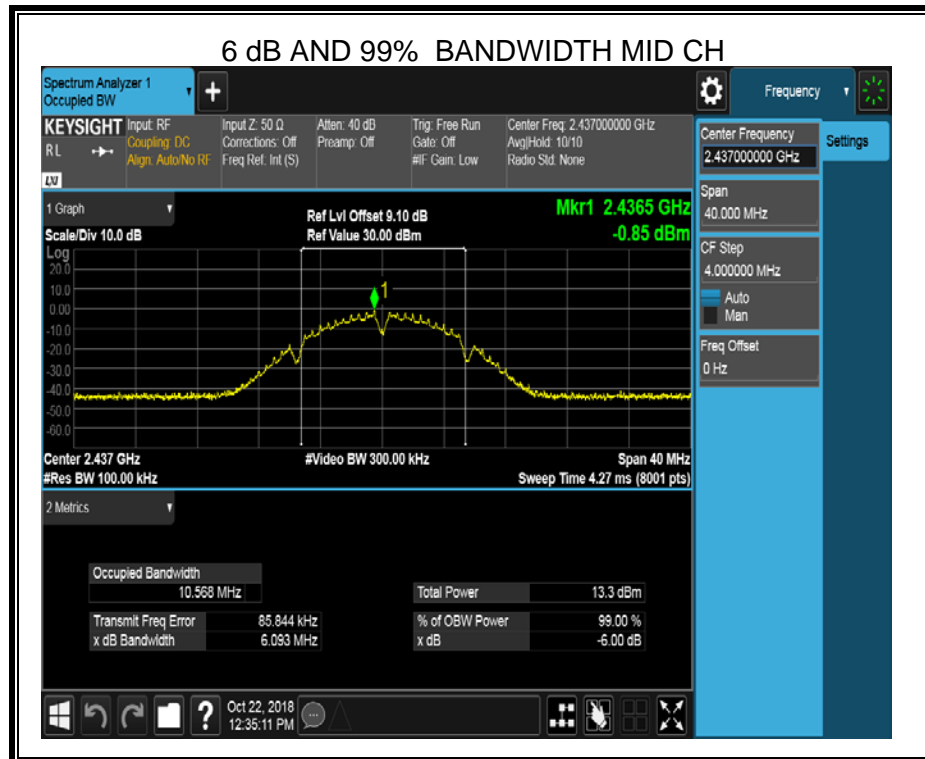 6 dB AND 99% BANDWIDTH MID CH
Spectrum Analyzer 1
Occupied BW
Frequency
KEYSIGHT
RL
LXI
Input: RF
Coupling: DC
Align: Auto/No RF
Input Z: 50 Ω
Corrections: Off
Freq Ref: Int (S)
Atten: 40 dB
Preamp: Off
Trig: Free Run
Gate: Off
#IF Gain: Low
Center Freq: 2.437000000 GHz
Avg|Hold: 10/10
Radio Std: None
Center Frequency
2.437000000 GHz
Settings
Span
40.000 MHz
CF Step
4.000000 MHz
Auto
Man
Freq Offset
0 Hz
1 Graph
Scale/Div 10.0 dB
Ref Lvl Offset 9.10 dB
Ref Value 30.00 dBm
Mkr1 2.4365 GHz
-0.85 dBm
Log
20.0
10.0
0.00
-10.0
-20.0
-30.0
-40.0
-50.0
-60.0
1
Center 2.437 GHz
#Video BW 300.00 kHz
Span 40 MHz
#Res BW 100.00 kHz
Sweep Time 4.27 ms (8001 pts)
2 Metrics
Occupied Bandwidth
10.568 MHz
Total Power 13.3 dBm
Transmit Freq Error 85.844 kHz
% of OBW Power 99.00 %
x dB Bandwidth 6.093 MHz
x dB -6.00 dB
?
Oct 22, 2018
12:35:11 PM